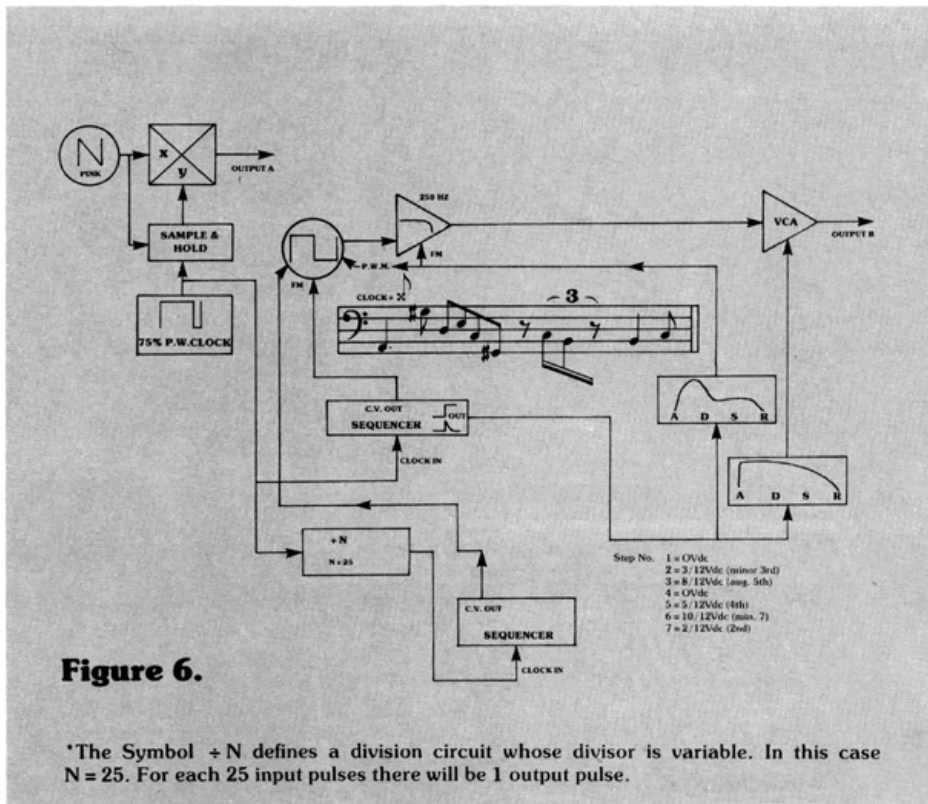 N
PINK
x
y
OUTPUT A
SAMPLE &
HOLD
75% P.W. CLOCK
FM
P.W.M.
250 HZ
FM
VCA
OUTPUT B
CLOCK =
3
C.V. OUT
OUT
SEQUENCER
CLOCK IN
A D S R
A D S R
÷N
N = 25
C.V. OUT
SEQUENCER
CLOCK IN
Step No. 1 = OVdc
2 = 3/12Vdc (minor 3rd)
3 = 8/12Vdc (aug. 5th)
4 = OVdc
5 = 5/12Vdc (4th)
6 = 10/12Vdc (min. 7)
7 = 2/12Vdc (2nd)
Figure 6.
*The Symbol ÷ N defines a division circuit whose divisor is variable. In this case
N = 25. For each 25 input pulses there will be 1 output pulse.